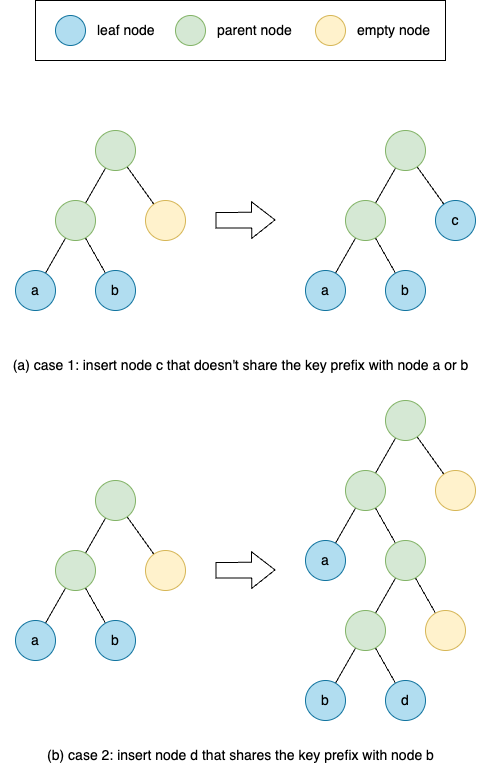 leaf node parent node empty node
c
a b a b
(a) case 1: insert node c that doesn't share the key prefix with node a or b
a
a b
b d
(b) case 2: insert node d that shares the key prefix with node b